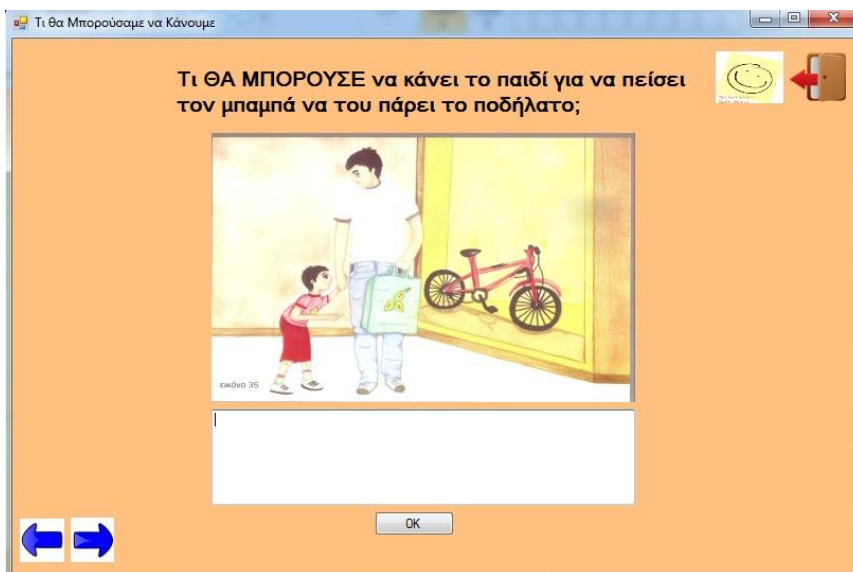 Τι θα Μπορούσαμε να Κάνουμε
Τι ΘΑ ΜΠΟΡΟΥΣΕ να κάνει το παιδί για να πείσει
τον μπαμπά να του πάρει το ποδήλατο;
εικόνα 35
OK